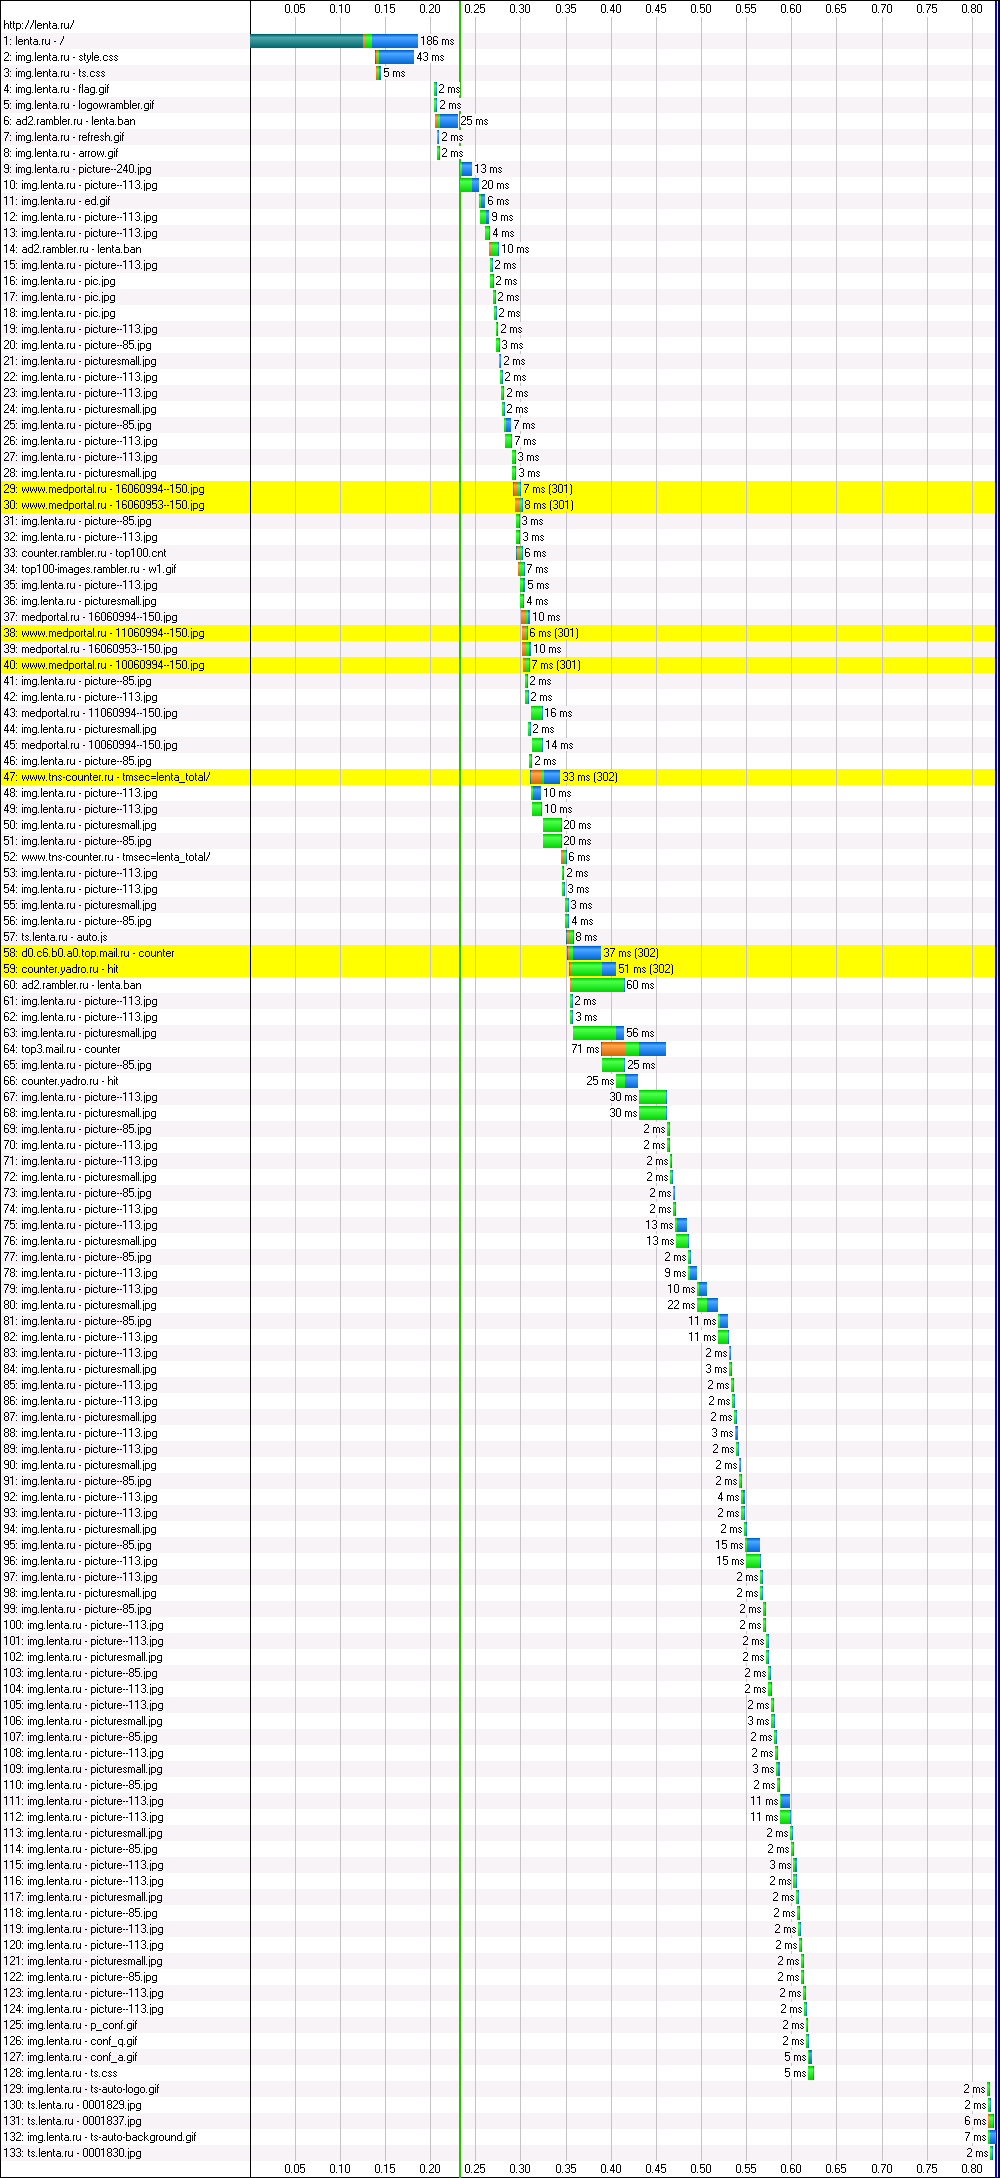 0.05 0.10 0.15 0.20 0.25 0.30 0.35 0.40 0.45 0.50 0.55 0.60 0.65 0.70 0.75 0.80
http://lenta.ru/
1: lenta.ru - / 186 ms
2: img.lenta.ru - style.css 43 ms
3: img.lenta.ru - ts.css 5 ms
4: img.lenta.ru - flag.gif 2 ms
5: img.lenta.ru - logowrambler.gif 2 ms
6: ad2.rambler.ru - lenta.ban 25 ms
7: img.lenta.ru - refresh.gif 2 ms
8: img.lenta.ru - arrow.gif 2 ms
9: img.lenta.ru - picture--240.jpg 13 ms
10: img.lenta.ru - picture--113.jpg 20 ms
11: img.lenta.ru - ed.gif 6 ms
12: img.lenta.ru - picture--113.jpg 9 ms
13: img.lenta.ru - picture--113.jpg 4 ms
14: ad2.rambler.ru - lenta.ban 10 ms
15: img.lenta.ru - picture--113.jpg 2 ms
16: img.lenta.ru - pic.jpg 2 ms
17: img.lenta.ru - pic.jpg 2 ms
18: img.lenta.ru - pic.jpg 2 ms
19: img.lenta.ru - picture--113.jpg 2 ms
20: img.lenta.ru - picture--85.jpg 3 ms
21: img.lenta.ru - picturesmall.jpg 2 ms
22: img.lenta.ru - picture--113.jpg 2 ms
23: img.lenta.ru - picture--113.jpg 2 ms
24: img.lenta.ru - picturesmall.jpg 2 ms
25: img.lenta.ru - picture--85.jpg 7 ms
26: img.lenta.ru - picture--113.jpg 7 ms
27: img.lenta.ru - picture--113.jpg 3 ms
28: img.lenta.ru - picturesmall.jpg 3 ms
29: www.medportal.ru - 16060994--150.jpg 7 ms (301)
30: www.medportal.ru - 16060953--150.jpg 8 ms (301)
31: img.lenta.ru - picture--85.jpg 3 ms
32: img.lenta.ru - picture--113.jpg 3 ms
33: counter.rambler.ru - top100.cnt 6 ms
34: top100-images.rambler.ru - w1.gif 7 ms
35: img.lenta.ru - picture--113.jpg 5 ms
36: img.lenta.ru - picturesmall.jpg 4 ms
37: medportal.ru - 16060994--150.jpg 10 ms
38: www.medportal.ru - 11060994--150.jpg 6 ms (301)
39: medportal.ru - 16060953--150.jpg 10 ms
40: www.medportal.ru - 10060994--150.jpg 7 ms (301)
41: img.lenta.ru - picture--85.jpg 2 ms
42: img.lenta.ru - picture--113.jpg 2 ms
43: medportal.ru - 11060994--150.jpg 16 ms
44: img.lenta.ru - picturesmall.jpg 2 ms
45: medportal.ru - 10060994--150.jpg 14 ms
46: img.lenta.ru - picture--85.jpg 2 ms
47: www.tns-counter.ru - tmsec=lenta_total/ 33 ms (302)
48: img.lenta.ru - picture--113.jpg 10 ms
49: img.lenta.ru - picture--113.jpg 10 ms
50: img.lenta.ru - picturesmall.jpg 20 ms
51: img.lenta.ru - picture--85.jpg 20 ms
52: www.tns-counter.ru - tmsec=lenta_total/ 6 ms
53: img.lenta.ru - picture--113.jpg 2 ms
54: img.lenta.ru - picture--113.jpg 3 ms
55: img.lenta.ru - picturesmall.jpg 3 ms
56: img.lenta.ru - picture--85.jpg 4 ms
57: ts.lenta.ru - auto.js 8 ms
58: d0.c6.b0.a0.top.mail.ru - counter 37 ms (302)
59: counter.yadro.ru - hit 51 ms (302)
60: ad2.rambler.ru - lenta.ban 60 ms
61: img.lenta.ru - picture--113.jpg 2 ms
62: img.lenta.ru - picture--113.jpg 3 ms
63: img.lenta.ru - picturesmall.jpg 56 ms
64: top3.mail.ru - counter 71 ms
65: img.lenta.ru - picture--85.jpg 25 ms
66: counter.yadro.ru - hit 25 ms
67: img.lenta.ru - picture--113.jpg 30 ms
68: img.lenta.ru - picturesmall.jpg 30 ms
69: img.lenta.ru - picture--85.jpg 2 ms
70: img.lenta.ru - picture--113.jpg 2 ms
71: img.lenta.ru - picture--113.jpg 2 ms
72: img.lenta.ru - picturesmall.jpg 2 ms
73: img.lenta.ru - picture--85.jpg 2 ms
74: img.lenta.ru - picture--113.jpg 2 ms
75: img.lenta.ru - picture--113.jpg 13 ms
76: img.lenta.ru - picturesmall.jpg 13 ms
77: img.lenta.ru - picture--85.jpg 2 ms
78: img.lenta.ru - picture--113.jpg 9 ms
79: img.lenta.ru - picture--113.jpg 10 ms
80: img.lenta.ru - picturesmall.jpg 22 ms
81: img.lenta.ru - picture--85.jpg 11 ms
82: img.lenta.ru - picture--113.jpg 11 ms
83: img.lenta.ru - picture--113.jpg 2 ms
84: img.lenta.ru - picturesmall.jpg 3 ms
85: img.lenta.ru - picture--113.jpg 2 ms
86: img.lenta.ru - picture--113.jpg 2 ms
87: img.lenta.ru - picturesmall.jpg 2 ms
88: img.lenta.ru - picture--113.jpg 3 ms
89: img.lenta.ru - picture--113.jpg 2 ms
90: img.lenta.ru - picturesmall.jpg 2 ms
91: img.lenta.ru - picture--85.jpg 2 ms
92: img.lenta.ru - picture--113.jpg 4 ms
93: img.lenta.ru - picture--113.jpg 2 ms
94: img.lenta.ru - picturesmall.jpg 2 ms
95: img.lenta.ru - picture--85.jpg 15 ms
96: img.lenta.ru - picture--113.jpg 15 ms
97: img.lenta.ru - picture--113.jpg 2 ms
98: img.lenta.ru - picturesmall.jpg 2 ms
99: img.lenta.ru - picture--85.jpg 2 ms
100: img.lenta.ru - picture--113.jpg 2 ms
101: img.lenta.ru - picture--113.jpg 2 ms
102: img.lenta.ru - picturesmall.jpg 2 ms
103: img.lenta.ru - picture--85.jpg 2 ms
104: img.lenta.ru - picture--113.jpg 2 ms
105: img.lenta.ru - picture--113.jpg 2 ms
106: img.lenta.ru - picturesmall.jpg 3 ms
107: img.lenta.ru - picture--85.jpg 2 ms
108: img.lenta.ru - picture--113.jpg 2 ms
109: img.lenta.ru - picturesmall.jpg 3 ms
110: img.lenta.ru - picture--85.jpg 2 ms
111: img.lenta.ru - picture--113.jpg 11 ms
112: img.lenta.ru - picture--113.jpg 11 ms
113: img.lenta.ru - picturesmall.jpg 2 ms
114: img.lenta.ru - picture--85.jpg 2 ms
115: img.lenta.ru - picture--113.jpg 3 ms
116: img.lenta.ru - picture--113.jpg 2 ms
117: img.lenta.ru - picturesmall.jpg 2 ms
118: img.lenta.ru - picture--85.jpg 2 ms
119: img.lenta.ru - picture--113.jpg 2 ms
120: img.lenta.ru - picture--113.jpg 2 ms
121: img.lenta.ru - picturesmall.jpg 2 ms
122: img.lenta.ru - picture--85.jpg 2 ms
123: img.lenta.ru - picture--113.jpg 2 ms
124: img.lenta.ru - picture--113.jpg 2 ms
125: img.lenta.ru - p_conf.gif 2 ms
126: img.lenta.ru - conf_q.gif 2 ms
127: img.lenta.ru - conf_a.gif 5 ms
128: img.lenta.ru - ts.css 5 ms
129: img.lenta.ru - ts-auto-logo.gif 2 ms
130: ts.lenta.ru - 0001829.jpg 2 ms
131: ts.lenta.ru - 0001837.jpg 6 ms
132: img.lenta.ru - ts-auto-background.gif 7 ms
133: ts.lenta.ru - 0001830.jpg 2 ms
0.05 0.10 0.15 0.20 0.25 0.30 0.35 0.40 0.45 0.50 0.55 0.60 0.65 0.70 0.75 0.80